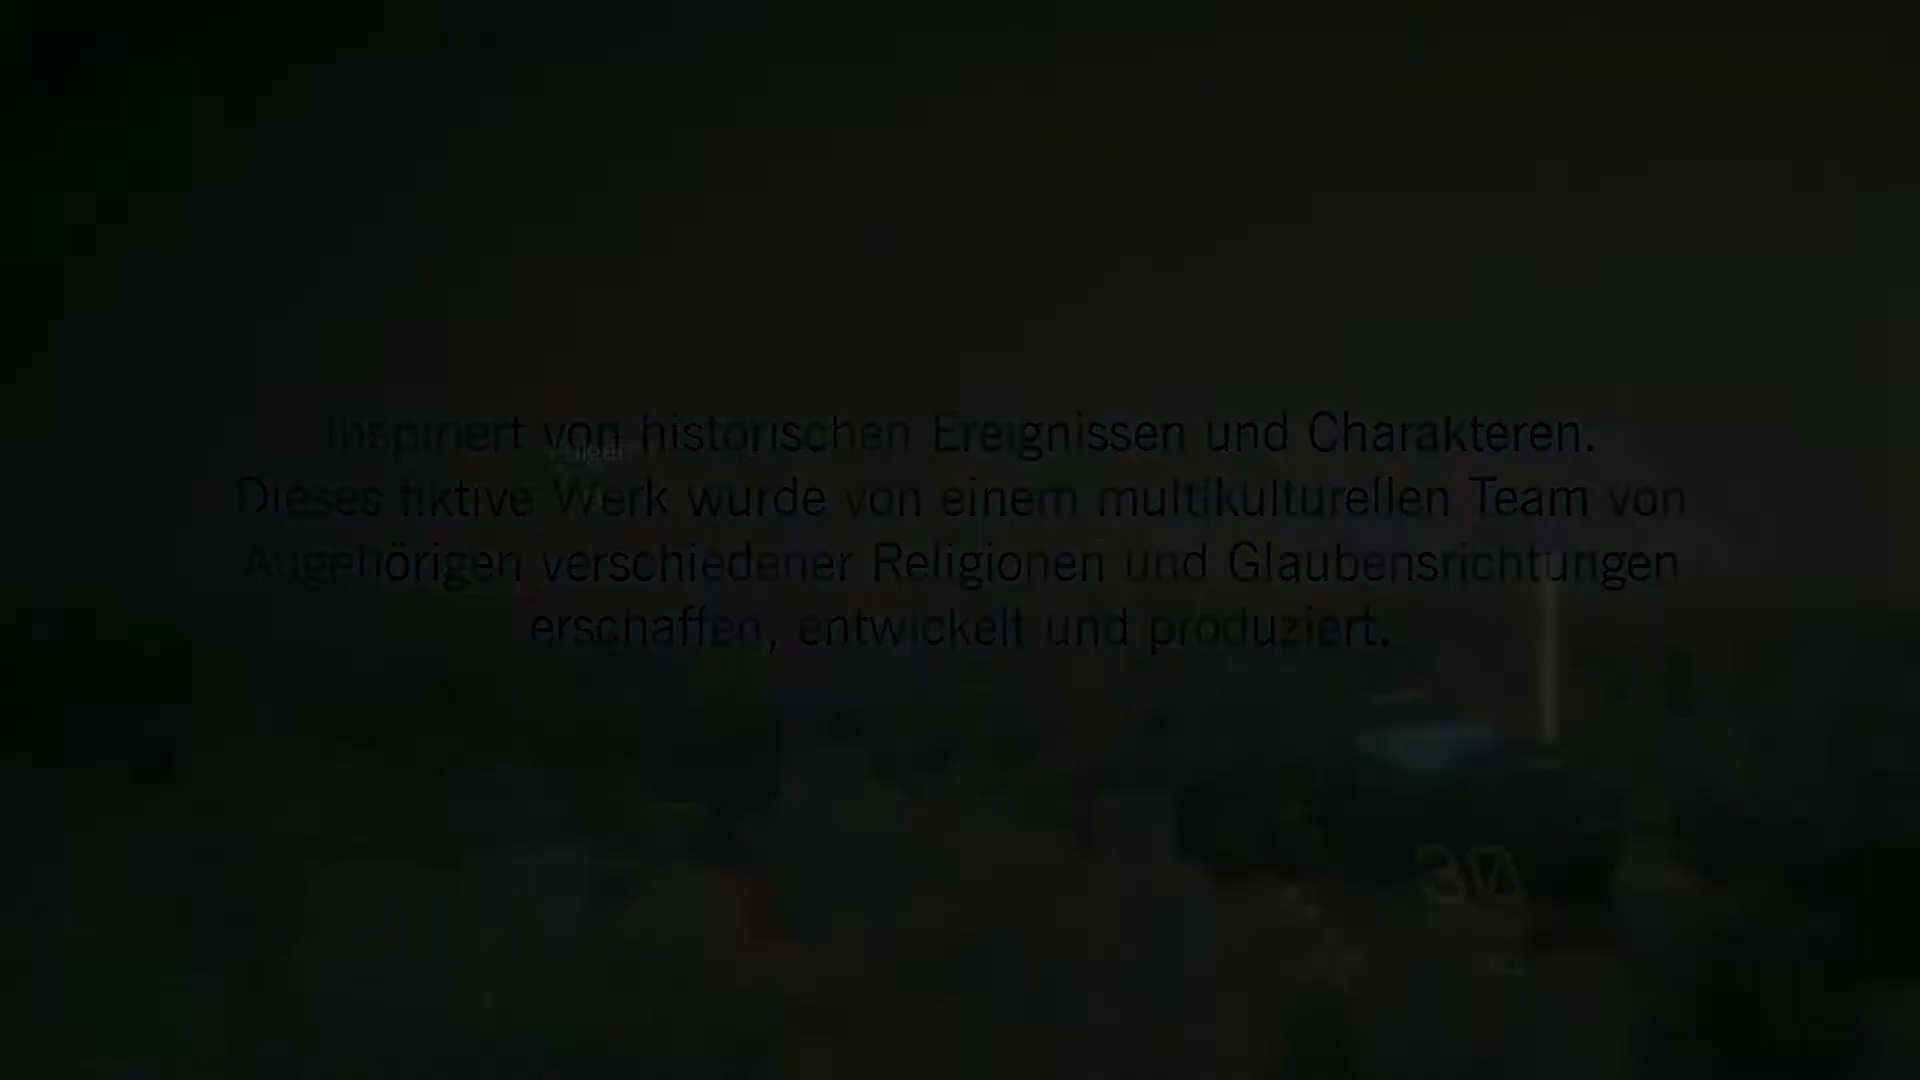 Inspiriert von historischen Ereignissen und Charakteren.
Dieses fiktive Werk wurde von einem multikulturellen Team von
Angehörigen verschiedener Religionen und Glaubensrichtungen
erschaffen, entwickelt und produziert.
30